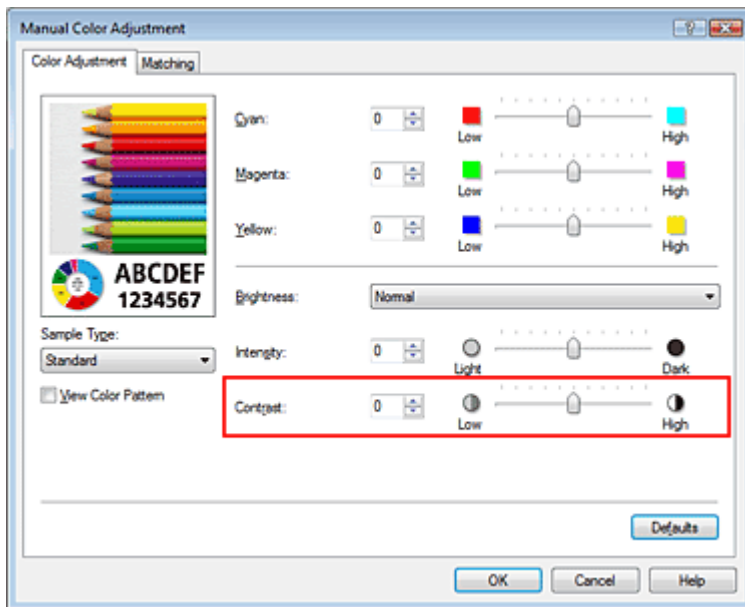 Manual Color Adjustment
Color Adjustment
Matching
Cyan: 0
Low High
Magenta: 0
Low High
Yellow: 0
Low High
ABCDEF
1234567
Brightness: Normal
Sample Type:
Standard
Intensity: 0
Light Dark
View Color Pattern
Contrast: 0
Low High
Defaults
OK Cancel Help